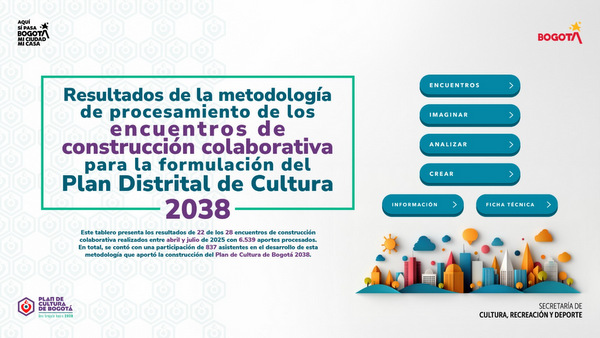 AQUÍ
SÍ PASA
BOGOTÁ
MI CIUDAD
MI CASA
BOGOTÁ
Resultados de la metodología
de procesamiento de los
encuentros de
construcción colaborativa
para la formulación del
Plan Distrital de Cultura
2038
Este tablero presenta los resultados de 22 de los 28 encuentros de construcción
colaborativa realizados entre abril y julio de 2025 con 6.539 aportes procesados.
En total, se contó con una participación de 837 asistentes en el desarrollo de esta
metodología que aportó la construcción del Plan de Cultura de Bogotá 2038.
ENCUENTROS
IMAGINAR
ANALIZAR
CREAR
INFORMACIÓN
FICHA TÉCNICA
PLAN DE
CULTURA
DE BOGOTÁ
2038
SECRETARÍA DE
CULTURA, RECREACIÓN Y DEPORTE